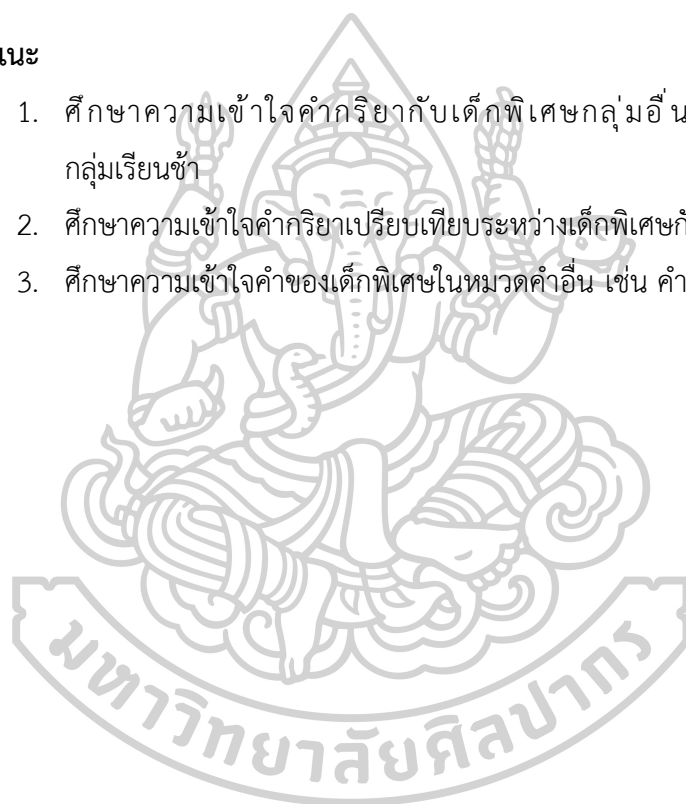 แนะ
1. ศึกษาความเข้าใจคำกริยากับเด็กพิเศษกลุ่มอื่น
กลุ่มเรียนช้า
2. ศึกษาความเข้าใจคำกริยาเปรียบเทียบระหว่างเด็กพิเศษกั
3. ศึกษาความเข้าใจคำของเด็กพิเศษในหมวดคำอื่น เช่น คำ
มหาวิทยาลัยศิลปากร